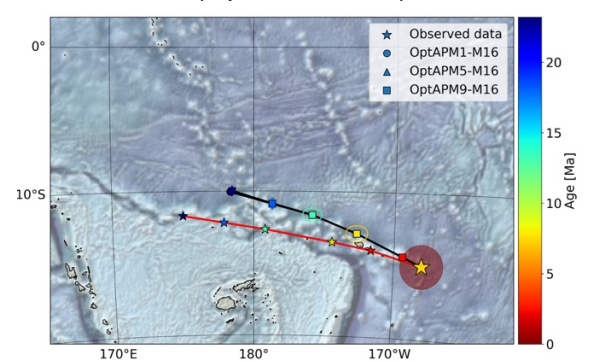 Observed data
OptAPM1-M16
OptAPM5-M16
OptAPM9-M16
0°
10°S
170°E
180°
170°W
20
15
10
5
0
Age [Ma]